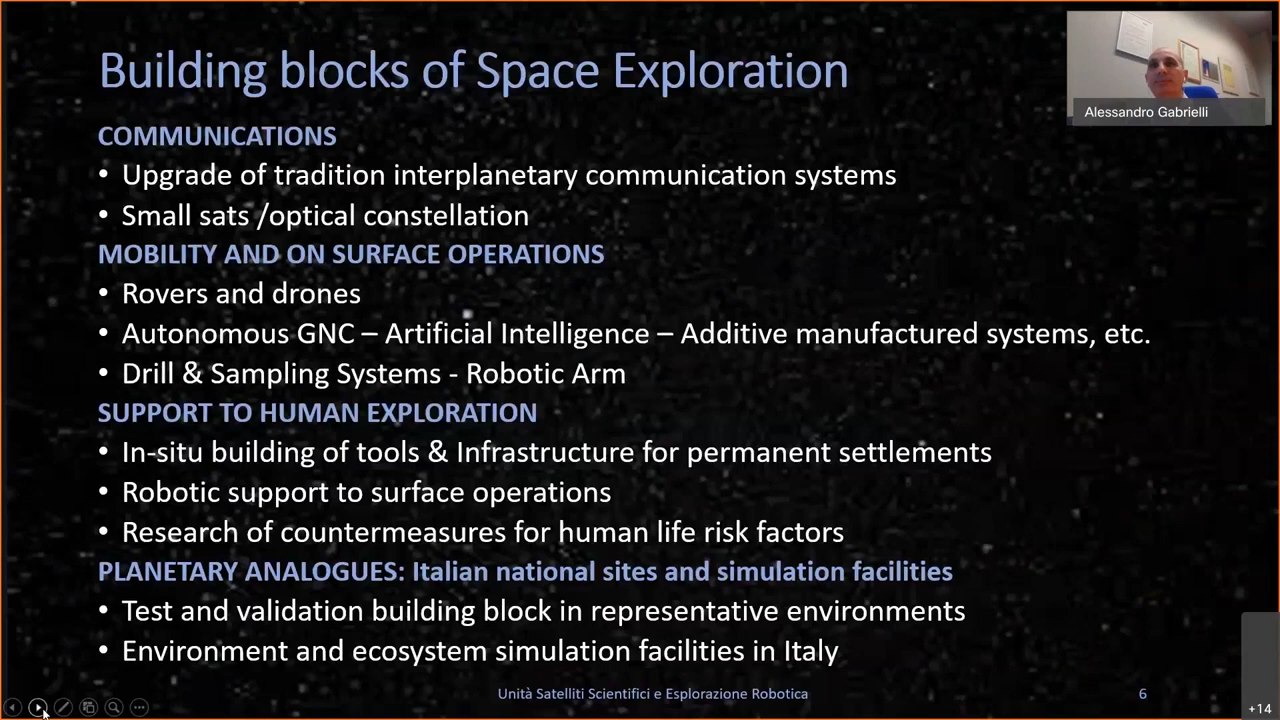 Building blocks of Space Exploration
Alessandro Gabrielli
COMMUNICATIONS
• Upgrade of tradition interplanetary communication systems
• Small sats /optical constellation
MOBILITY AND ON SURFACE OPERATIONS
• Rovers and drones
• Autonomous GNC – Artificial Intelligence – Additive manufactured systems, etc.
• Drill & Sampling Systems - Robotic Arm
SUPPORT TO HUMAN EXPLORATION
• In-situ building of tools & Infrastructure for permanent settlements
• Robotic support to surface operations
• Research of countermeasures for human life risk factors
PLANETARY ANALOGUES: Italian national sites and simulation facilities
• Test and validation building block in representative environments
• Environment and ecosystem simulation facilities in Italy
Unità Satelliti Scientifici e Esplorazione Robotica
6
+14